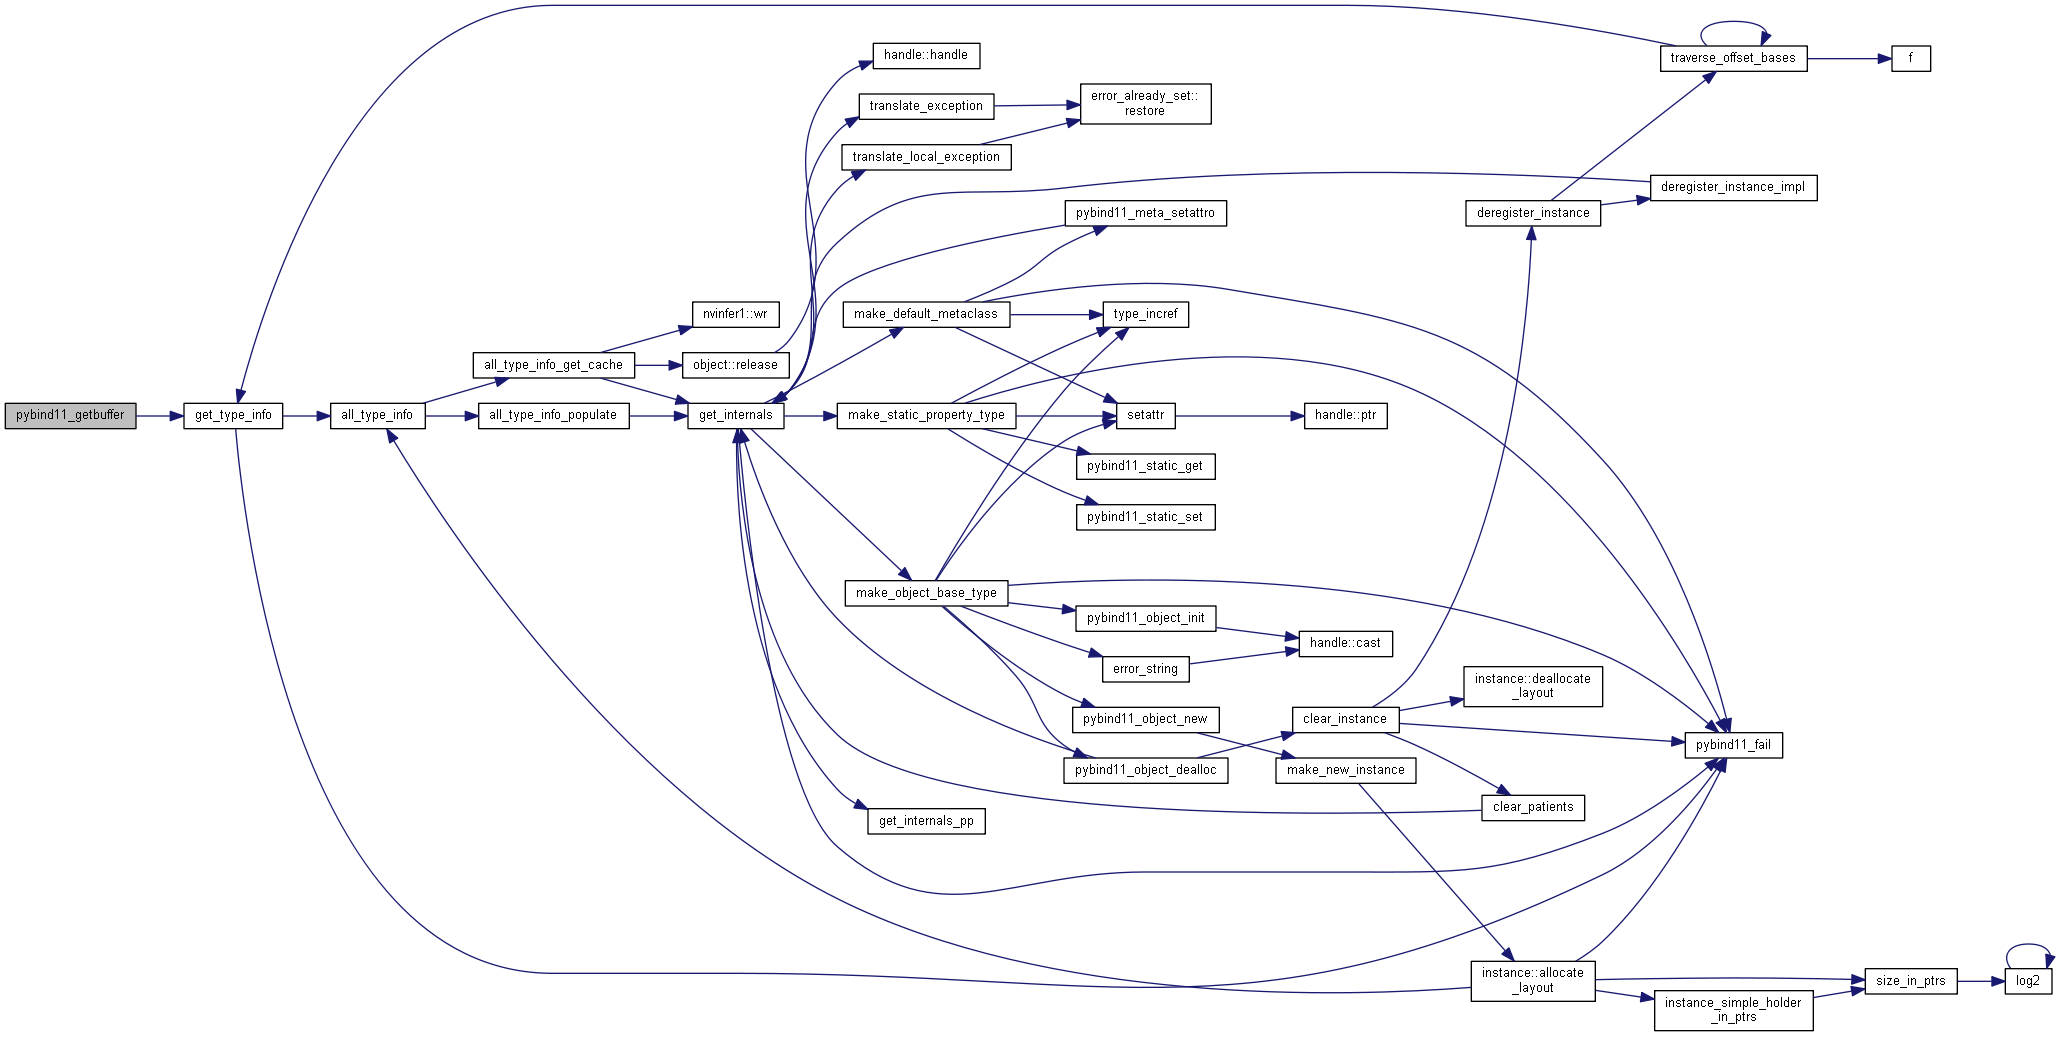 handle::handle
traverse_offset_bases
f
translate_exception
error_already_set::
restore
translate_local_exception
deregister_instance_impl
pybind11_meta_setattro
deregister_instance
nvinfer1::wr
make_default_metaclass
type_incref
all_type_info_get_cache
object::release
pybind11_getbuffer
get_type_info
all_type_info
all_type_info_populate
get_internals
make_static_property_type
setattr
handle::ptr
pybind11_static_get
pybind11_static_set
make_object_base_type
pybind11_object_init
handle::cast
error_string
instance::deallocate
_layout
pybind11_object_new
clear_instance
pybind11_fail
pybind11_object_dealloc
make_new_instance
clear_patients
get_internals_pp
instance::allocate
_layout
size_in_ptrs
log2
instance_simple_holder
_in_ptrs